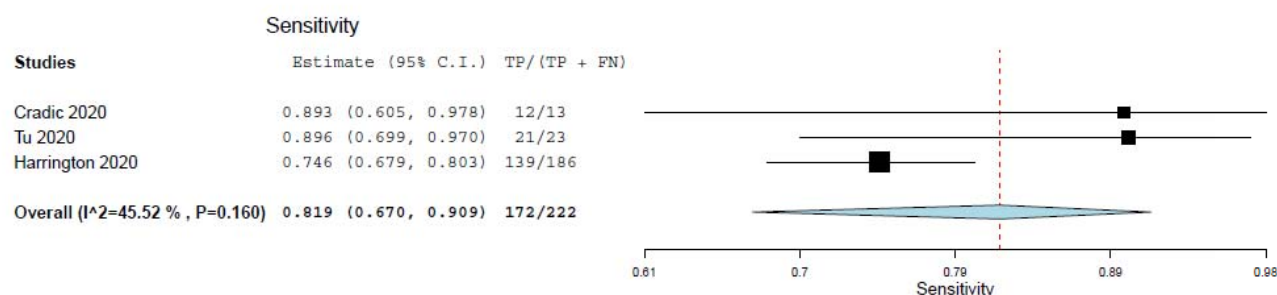 Sensitivity
Studies Estimate (95% C.I.) TP/(TP + FN)
Cradic 2020 0.893 (0.605, 0.978) 12/13
Tu 2020 0.896 (0.699, 0.970) 21/23
Harrington 2020 0.746 (0.679, 0.803) 139/186
Overall (I^2=45.52 % , P=0.160) 0.819 (0.670, 0.909) 172/222
0.61 0.7 0.79 0.89 0.98
Sensitivity